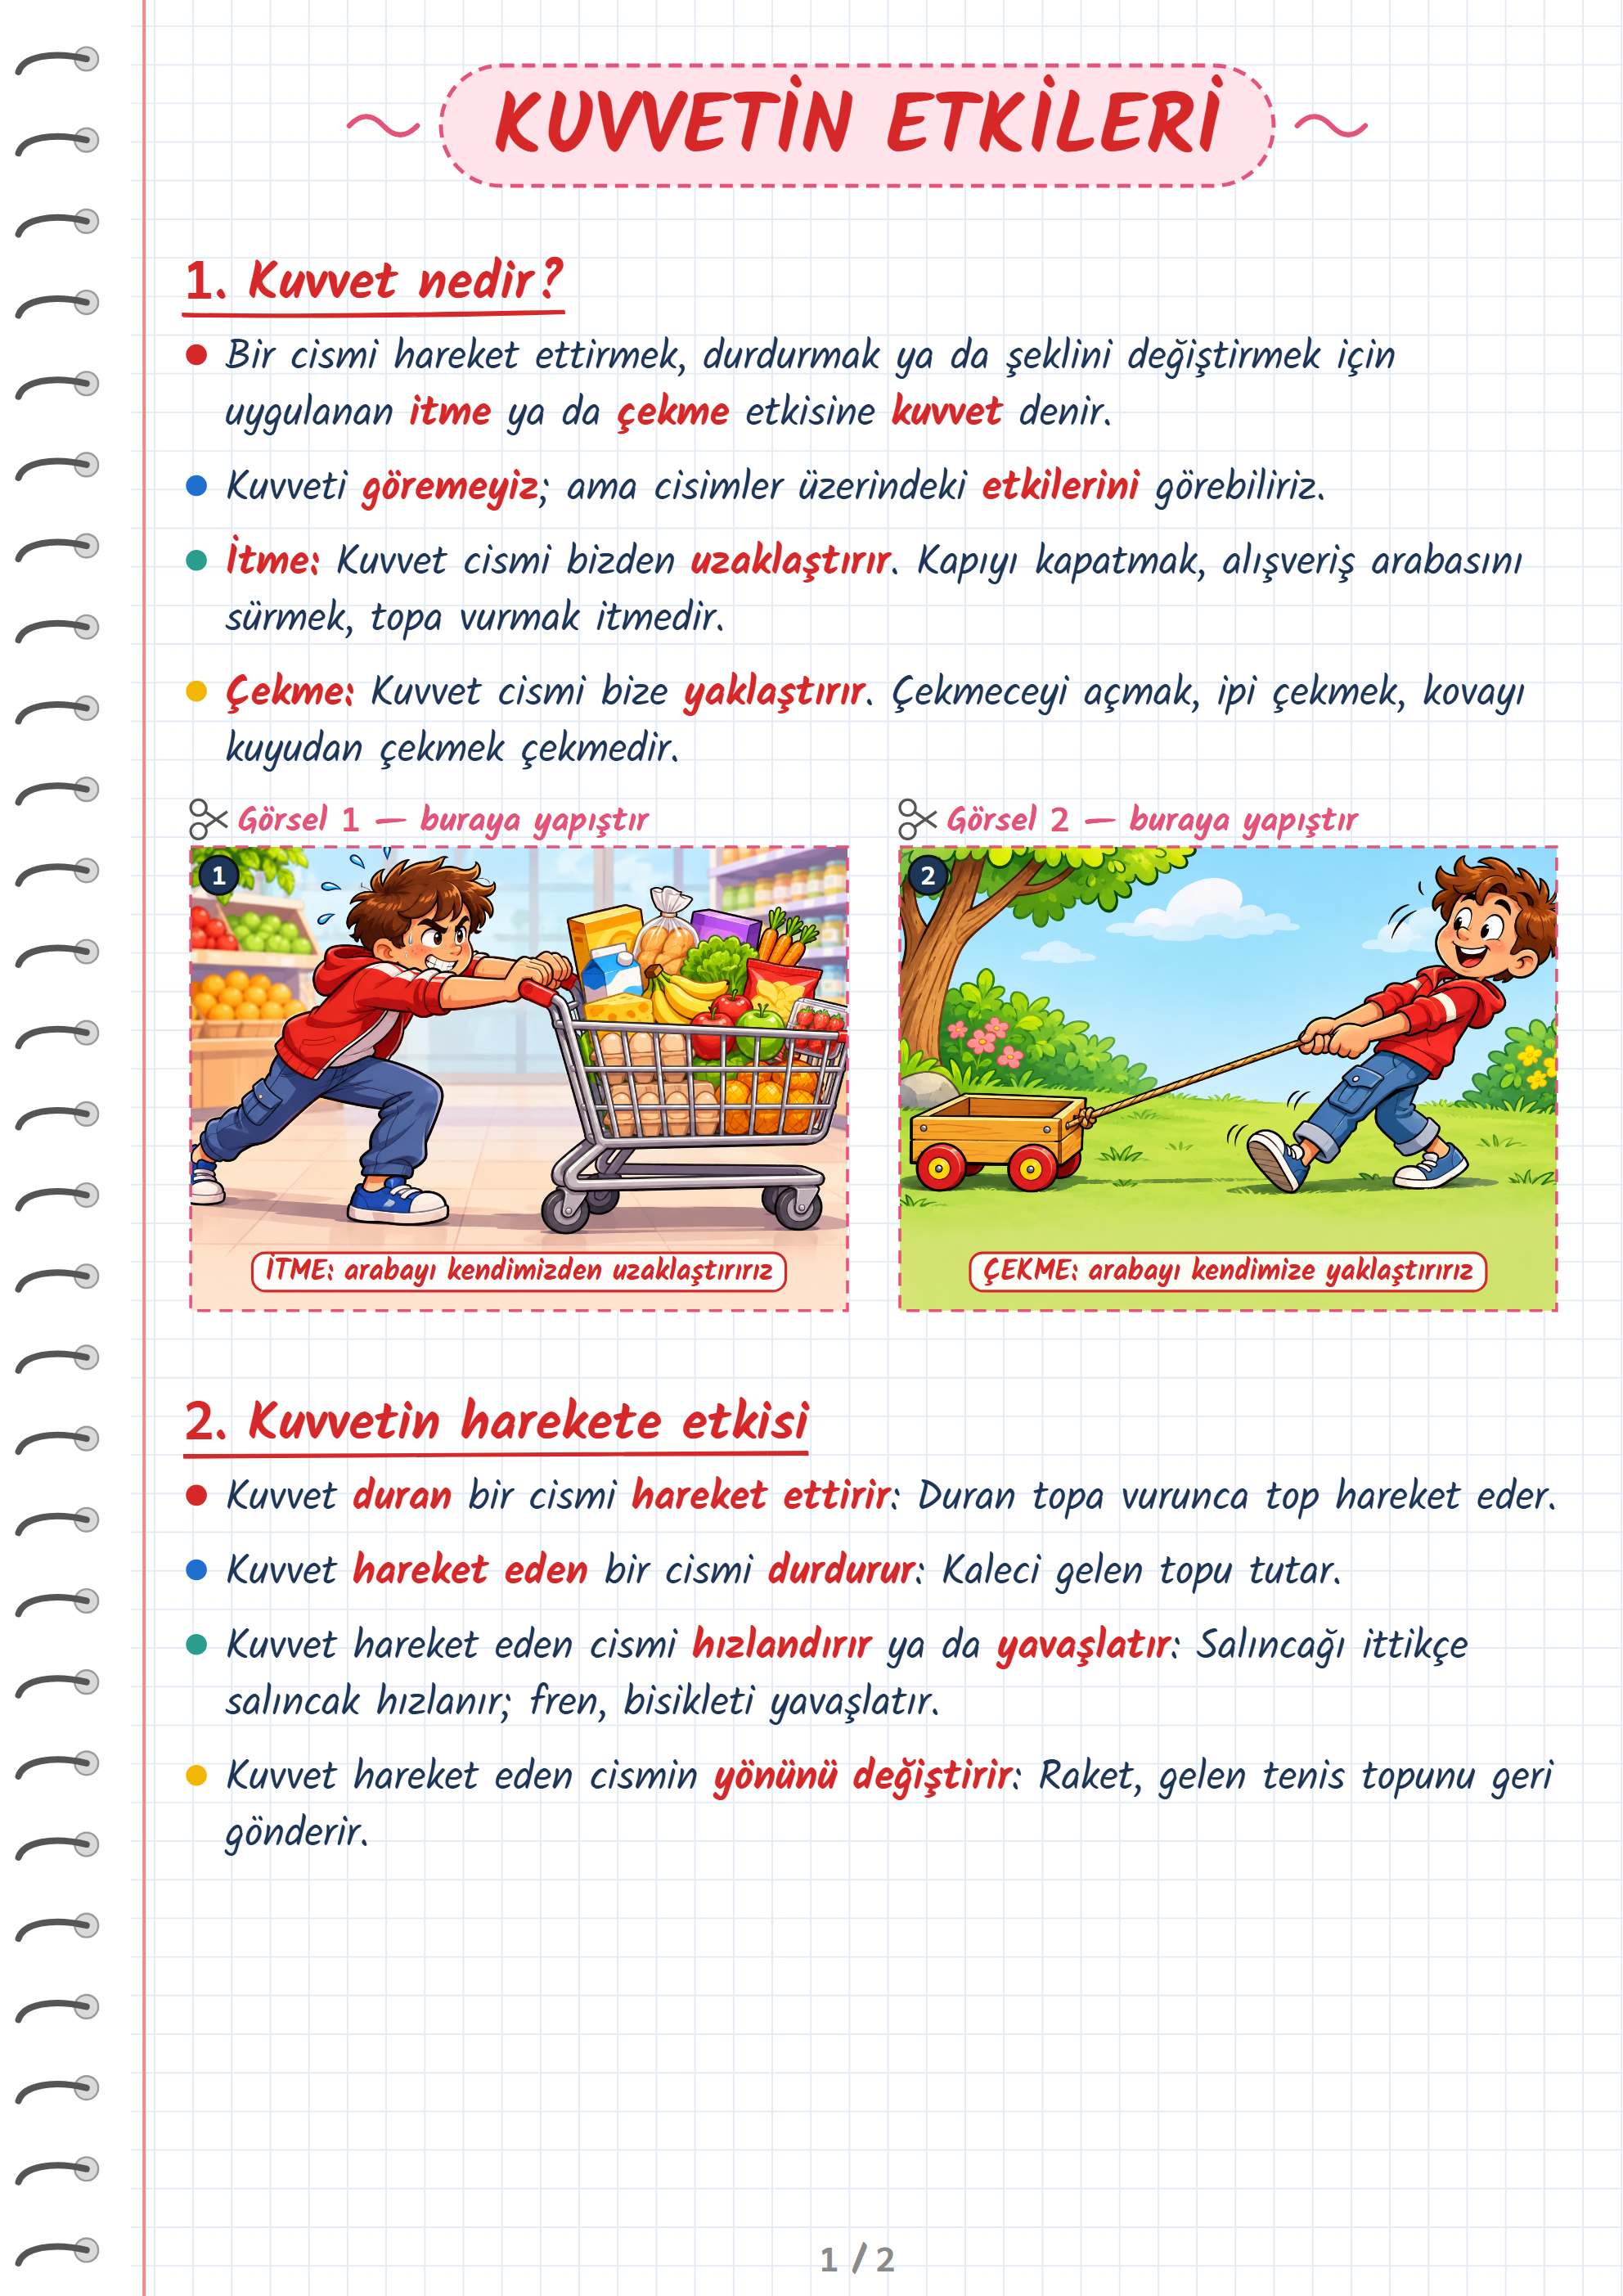 KUVVETİN ETKİLERİ
1. Kuvvet nedir?
Bir cismi hareket ettirmek, durdurmak ya da şeklini değiştirmek için
uygulanan itme ya da çekme etkisine kuvvet denir.
Kuvveti göremeyiz; ama cisimler üzerindeki etkilerini görebiliriz.
İtme: Kuvvet cismi bizden uzaklaştırır. Kapıyı kapatmak, alışveriş arabasını
sürmek, topa vurmak itmedir.
Çekme: Kuvvet cismi bize yaklaştırır. Çekmeceyi açmak, ipi çekmek, kovayı
kuyudan çekmek çekmedir.
Görsel 1 — buraya yapıştır
1
İTME: arabayı kendimizden uzaklaştırırız
Görsel 2 — buraya yapıştır
2
ÇEKME: arabayı kendimize yaklaştırırız
2. Kuvvetin harekete etkisi
Kuvvet duran bir cismi hareket ettirir: Duran topa vurunca top hareket eder.
Kuvvet hareket eden bir cismi durdurur: Kaleci gelen topu tutar.
Kuvvet hareket eden cismi hızlandırır ya da yavaşlatır: Salıncağı ittikçe
salıncak hızlanır; fren, bisikleti yavaşlatır.
Kuvvet hareket eden cismin yönünü değiştirir: Raket, gelen tenis topunu geri
gönderir.
1 / 2